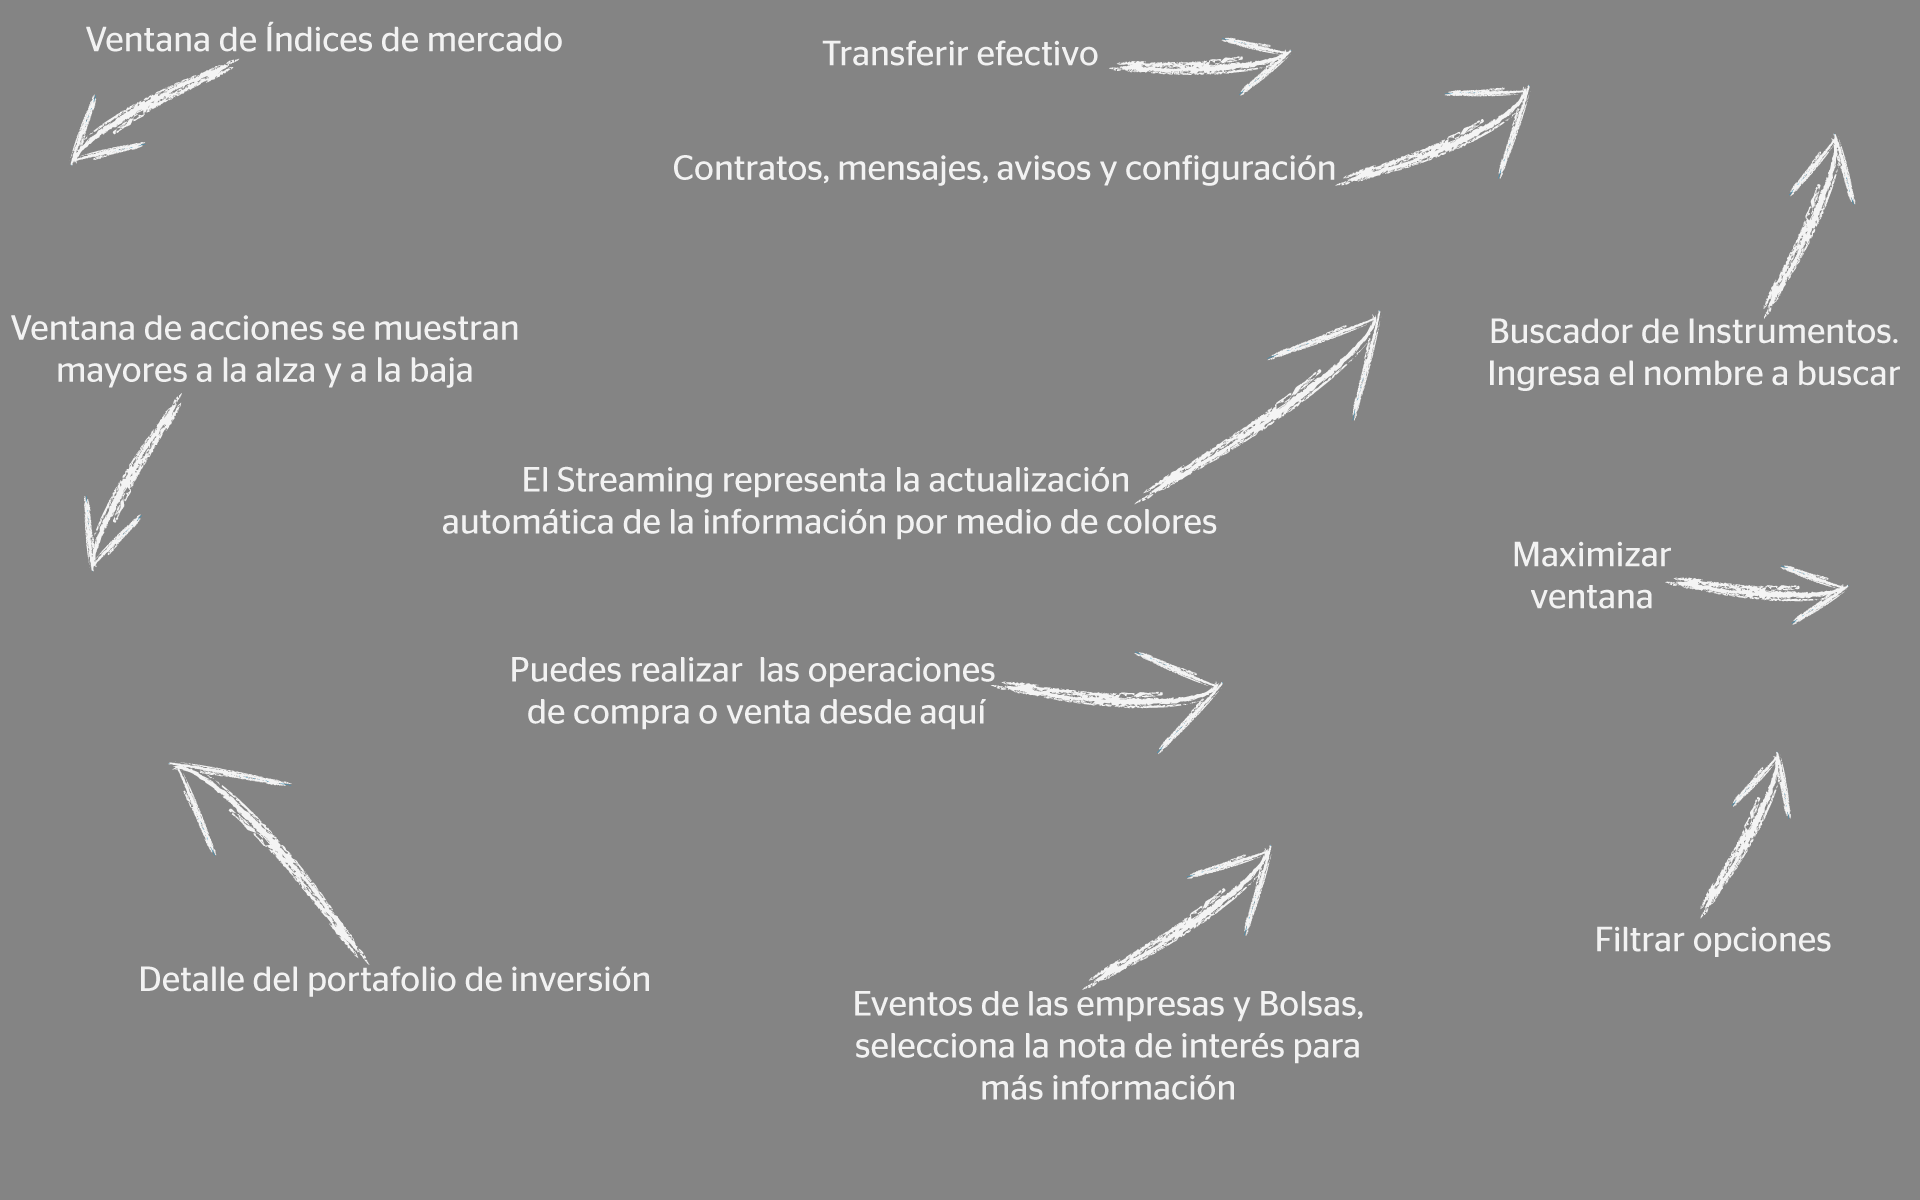 Ventana de Índices de mercado
Transferir efectivo
Contratos, mensajes, avisos y configuración
Ventana de acciones se muestran
mayores a la alza y a la baja
Buscador de Instrumentos.
Ingresa el nombre a buscar
El Streaming representa la actualización
automática de la información por medio de colores
Maximizar
ventana
Puedes realizar  las operaciones
de compra o venta desde aquí
Filtrar opciones
Detalle del portafolio de inversión
Eventos de las empresas y Bolsas,
selecciona la nota de interés para
más información